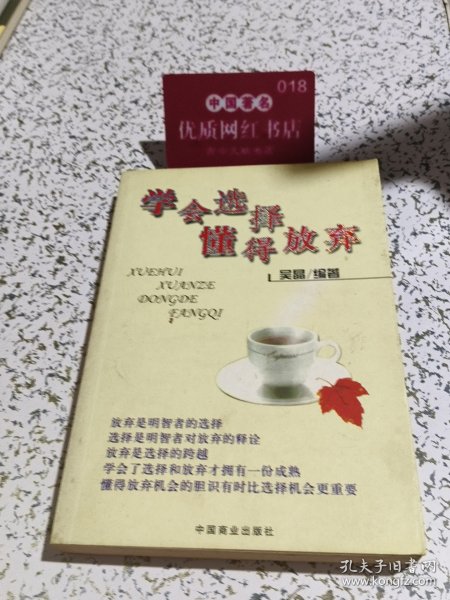 018
中国著名
优质网红书店
学会选择
懂得放弃
吴晶/编著
XUEHUI
XUANZE
DONGDE
FANGQI
放弃是明智者的选择
选择是明智者对放弃的释诠
放弃是选择的跨越
学会了选择和放弃才拥有一份成熟
懂得放弃机会的胆识有时比选择机会更重要
中国商业出版社
孔夫子旧书网
www.kongfz.com